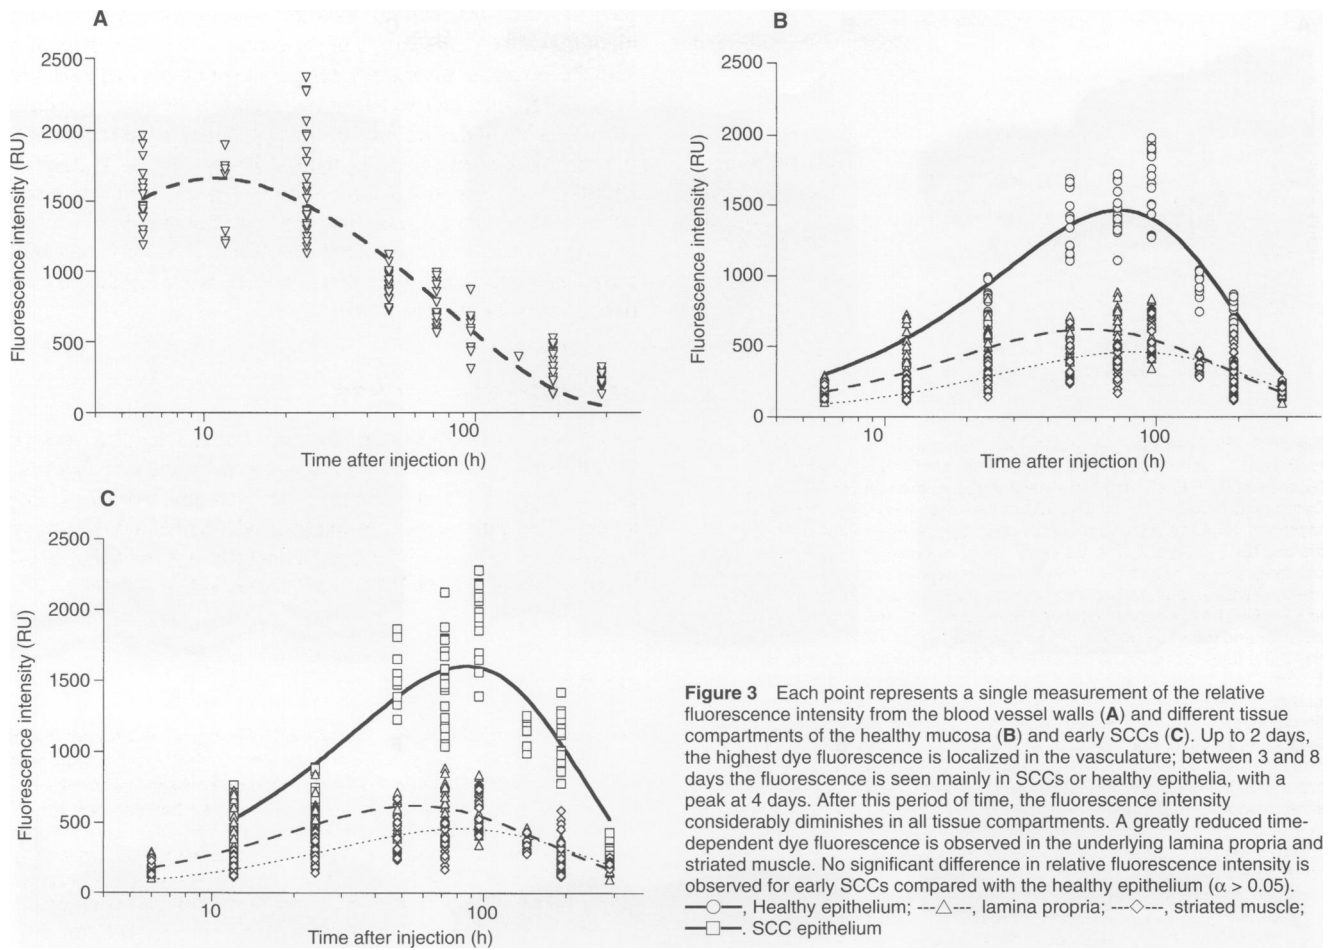 A
2500
2000
1500
1000
500
0
Fluorescence intensity (RU)
10
100
Time after injection (h)
B
2500
2000
1500
1000
500
0
Fluorescence intensity (RU)
10
100
Time after injection (h)
C
2500
2000
1500
1000
500
0
Fluorescence intensity (RU)
10
100
Time after injection (h)
Figure 3 Each point represents a single measurement of the relative
fluorescence intensity from the blood vessel walls (A) and different tissue
compartments of the healthy mucosa (B) and early SCCs (C). Up to 2 days,
the highest dye fluorescence is localized in the vasculature; between 3 and 8
days the fluorescence is seen mainly in SCCs or healthy epithelia, with a
peak at 4 days. After this period of time, the fluorescence intensity
considerably diminishes in all tissue compartments. A greatly reduced time-
dependent dye fluorescence is observed in the underlying lamina propria and
striated muscle. No significant difference in relative fluorescence intensity is
observed for early SCCs compared with the healthy epithelium (α > 0.05).
—○—, Healthy epithelium; ---△---, lamina propria; ---◇---, striated muscle;
—□—. SCC epithelium